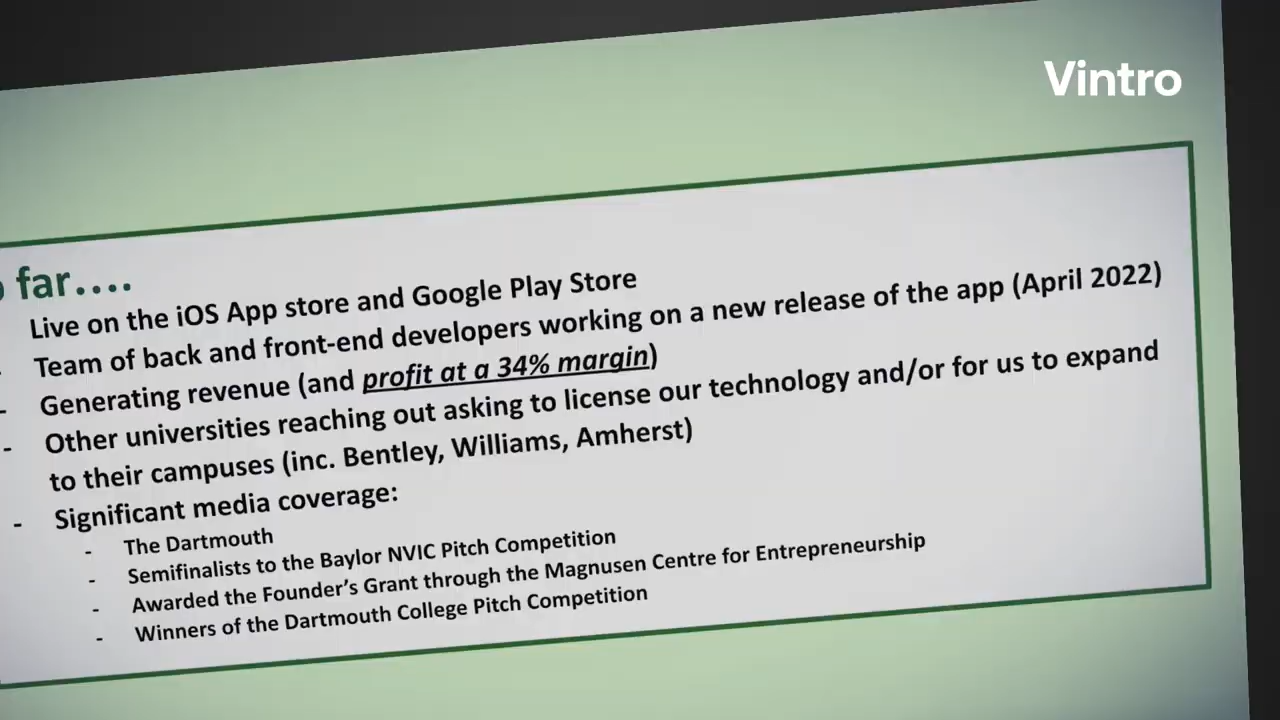 Vintro
far....
Live on the iOS App store and Google Play Store
Team of back and front-end developers working on a new release of the app (April 2022)
- Generating revenue (and profit at a 34% margin)
- Other universities reaching out asking to license our technology and/or for us to expand
to their campuses (inc. Bentley, Williams, Amherst)
- Significant media coverage:
- The Dartmouth
- Semifinalists to the Baylor NVIC Pitch Competition
- Awarded the Founder's Grant through the Magnusen Centre for Entrepreneurship
- Winners of the Dartmouth College Pitch Competition